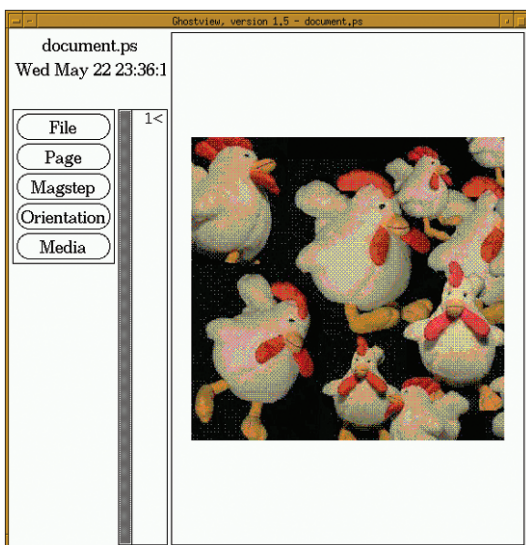 Ghostview, version 1.5 - document.ps
document.ps
Wed May 22 23:36:1
1<
File
Page
Magstep
Orientation
Media